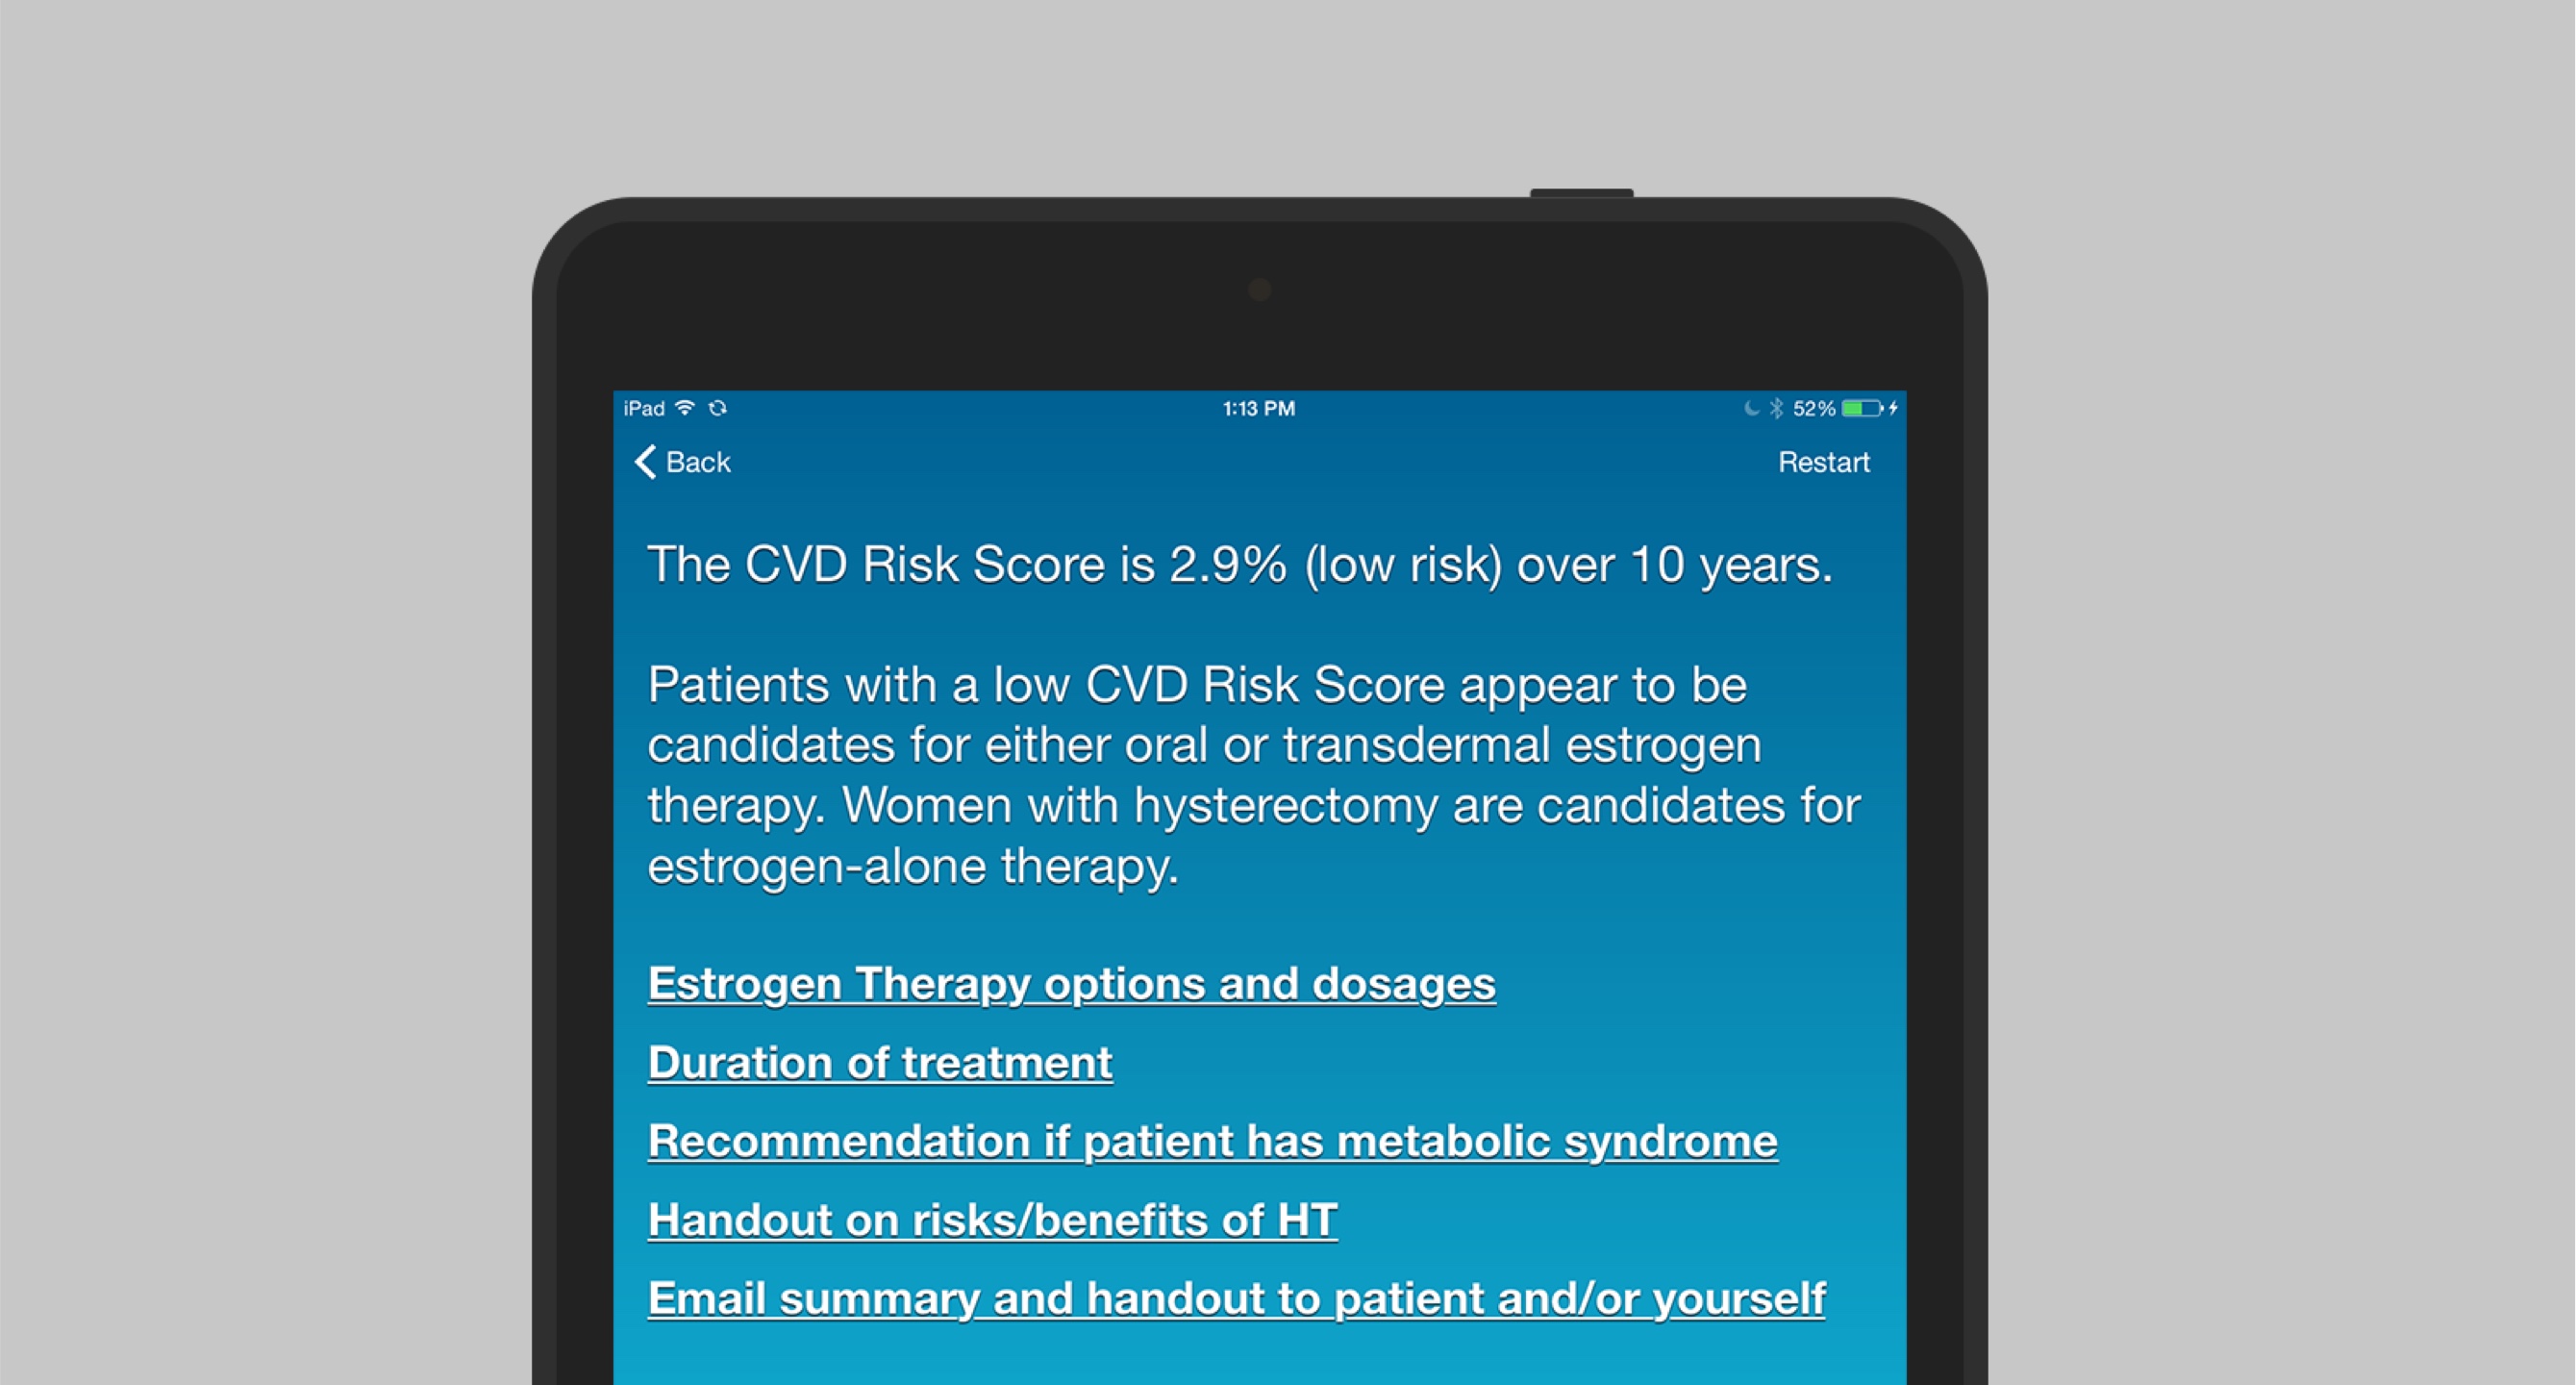 iPad 1:13 PM 52%
Back Restart
The CVD Risk Score is 2.9% (low risk) over 10 years.
Patients with a low CVD Risk Score appear to be
candidates for either oral or transdermal estrogen
therapy. Women with hysterectomy are candidates for
estrogen-alone therapy.
Estrogen Therapy options and dosages
Duration of treatment
Recommendation if patient has metabolic syndrome
Handout on risks/benefits of HT
Email summary and handout to patient and/or yourself